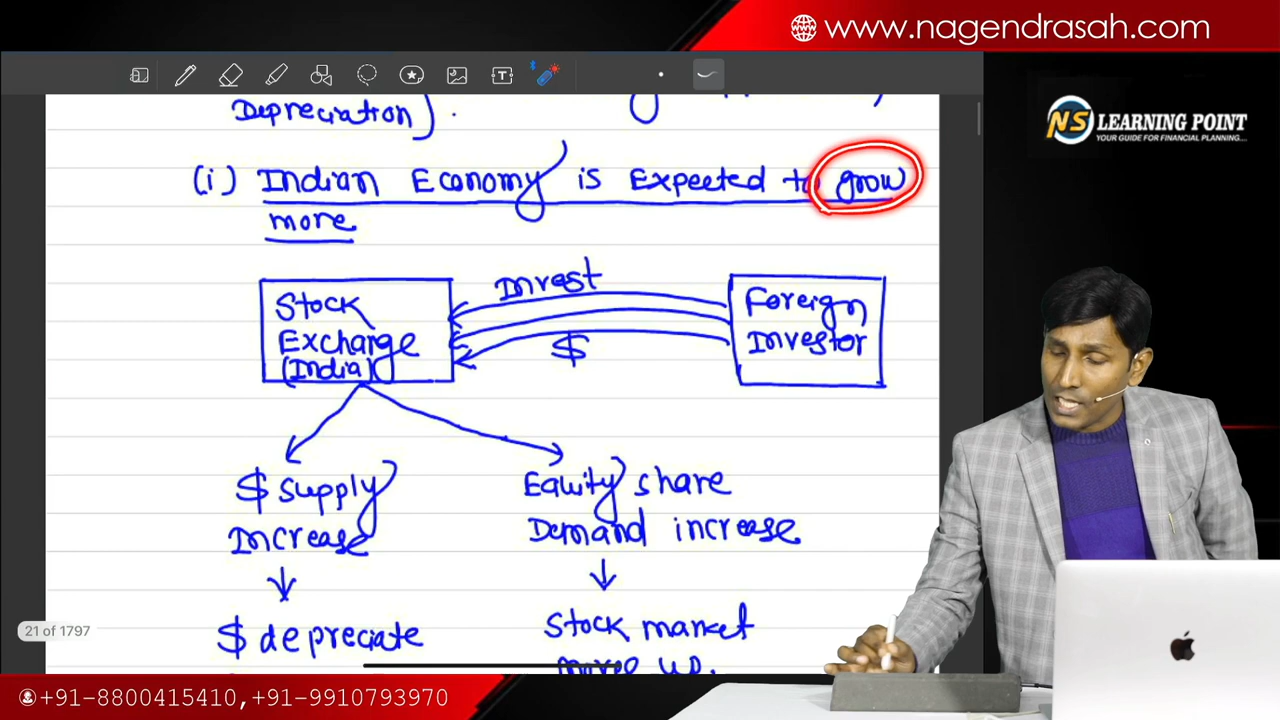 www.nagendrasah.com
NS LEARNING POINT
YOUR GUIDE FOR FINANCIAL PLANNING...
Depreciation) .
(i) Indian Economy is Expected to grow
more
Invest
Stock
Exchange
(India)
Foreign
Investor
$
$ supply
Increase
Equity share
Demand increase
$ depreciate
Stock market
move up.
21 of 1797
+91-8800415410, +91-9910793970